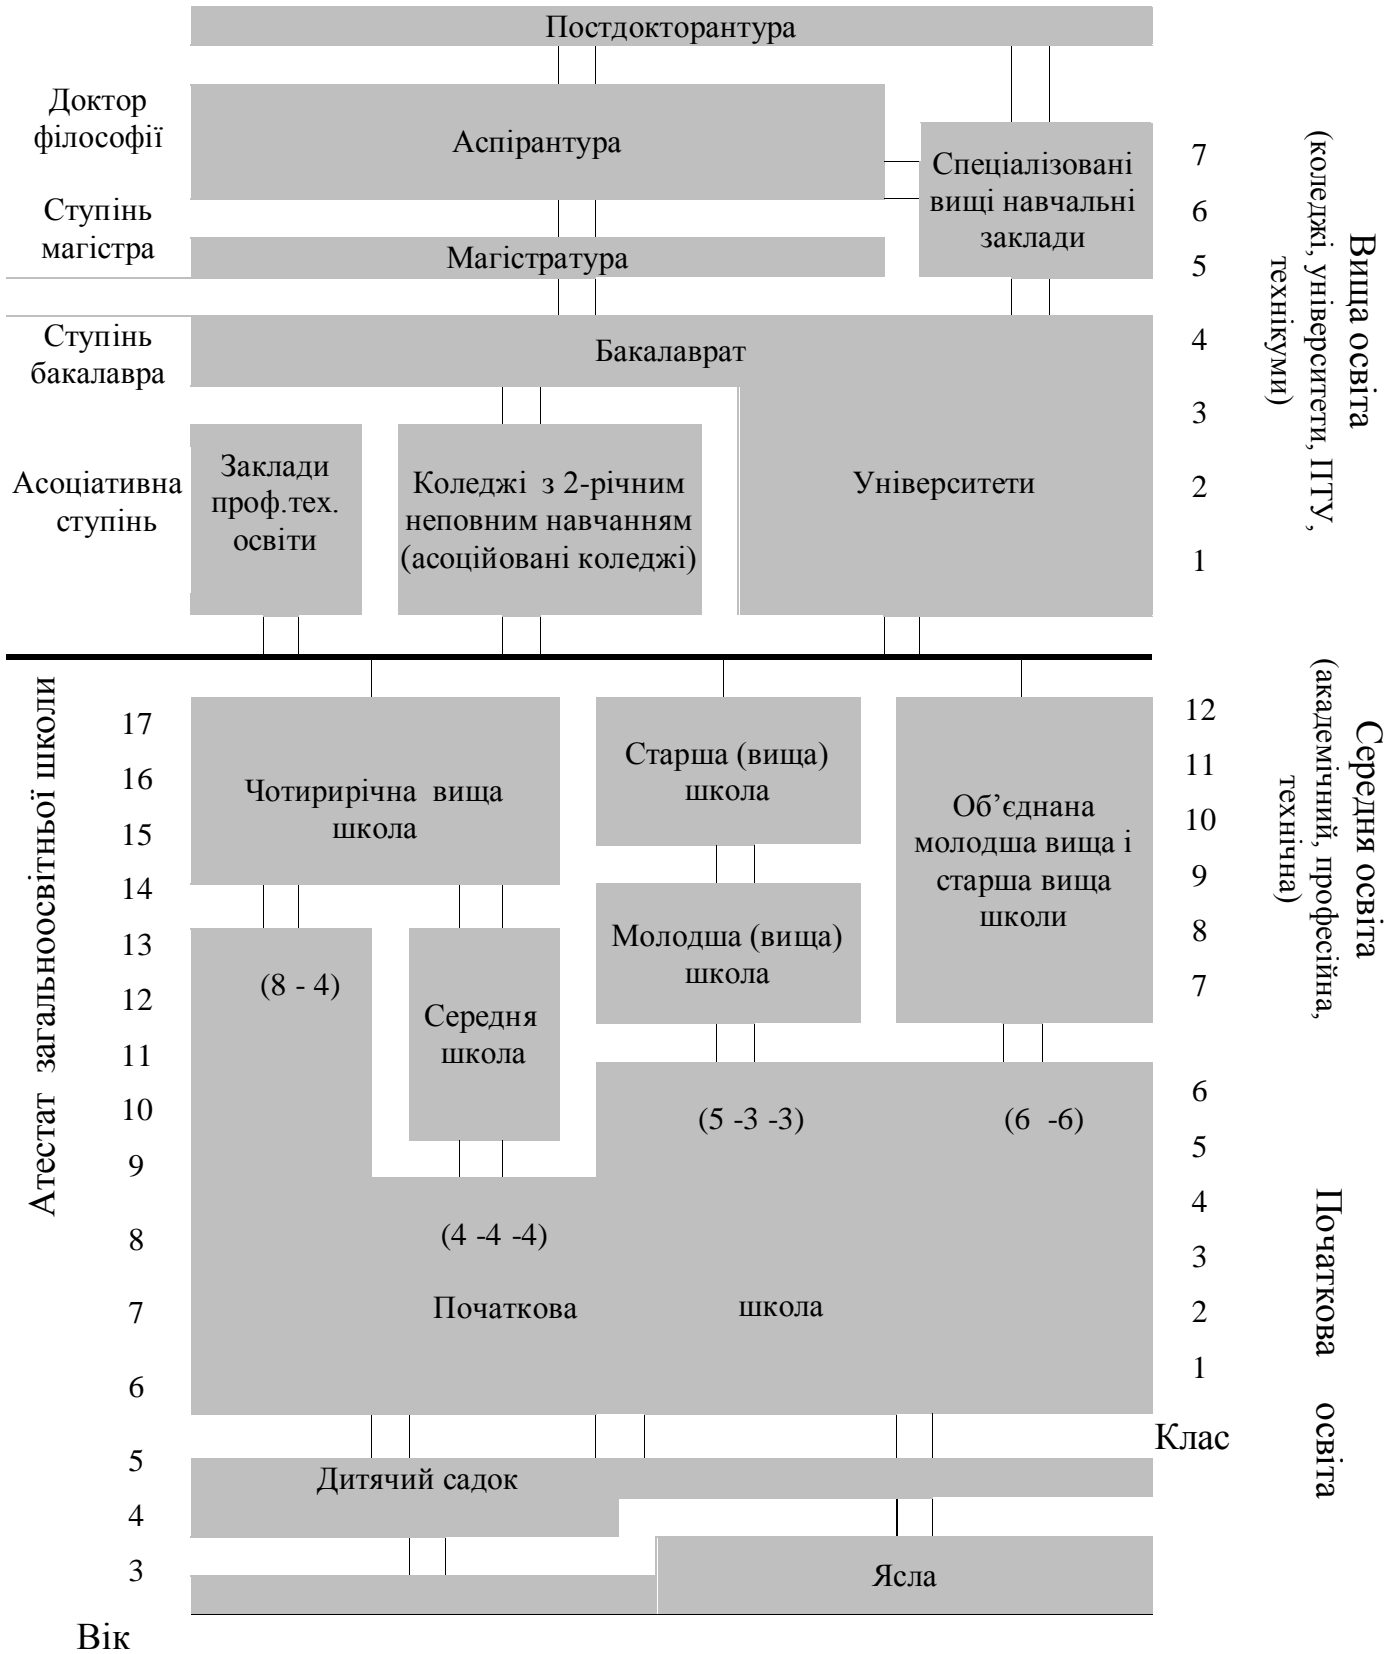 Постдокторантура
Доктор
філософії
Аспірантура
Спеціалізовані
вищі навчальні
заклади
7
6
5
Ступінь
магістра
Магістратура
Ступінь
бакалавра
Бакалаврат
4
3
2
1
Асоціативна
ступінь
Заклади
проф.тех.
освіти
Коледжі з 2-річним
неповним навчанням
(асоційовані коледжі)
Університети
Вища освіта
(коледжі, університети, ПТУ,
технікуми)
Атестат загальноосвітньої школи
17
16
15
14
13
12
11
10
9
8
7
6
5
4
3
Вік
Чотирирічна вища
школа
Старша (вища)
школа
Об’єднана
молодша вища і
старша вища
школи
Молодша (вища)
школа
(8 - 4)
Середня
школа
(5 -3 -3)
(6 -6)
(4 -4 -4)
Початкова школа
12
11
10
9
8
7
6
5
4
3
2
1
Клас
Середня освіта
(академічний, професійна,
технічна)
Початкова освіта
Дитячий садок
Ясла